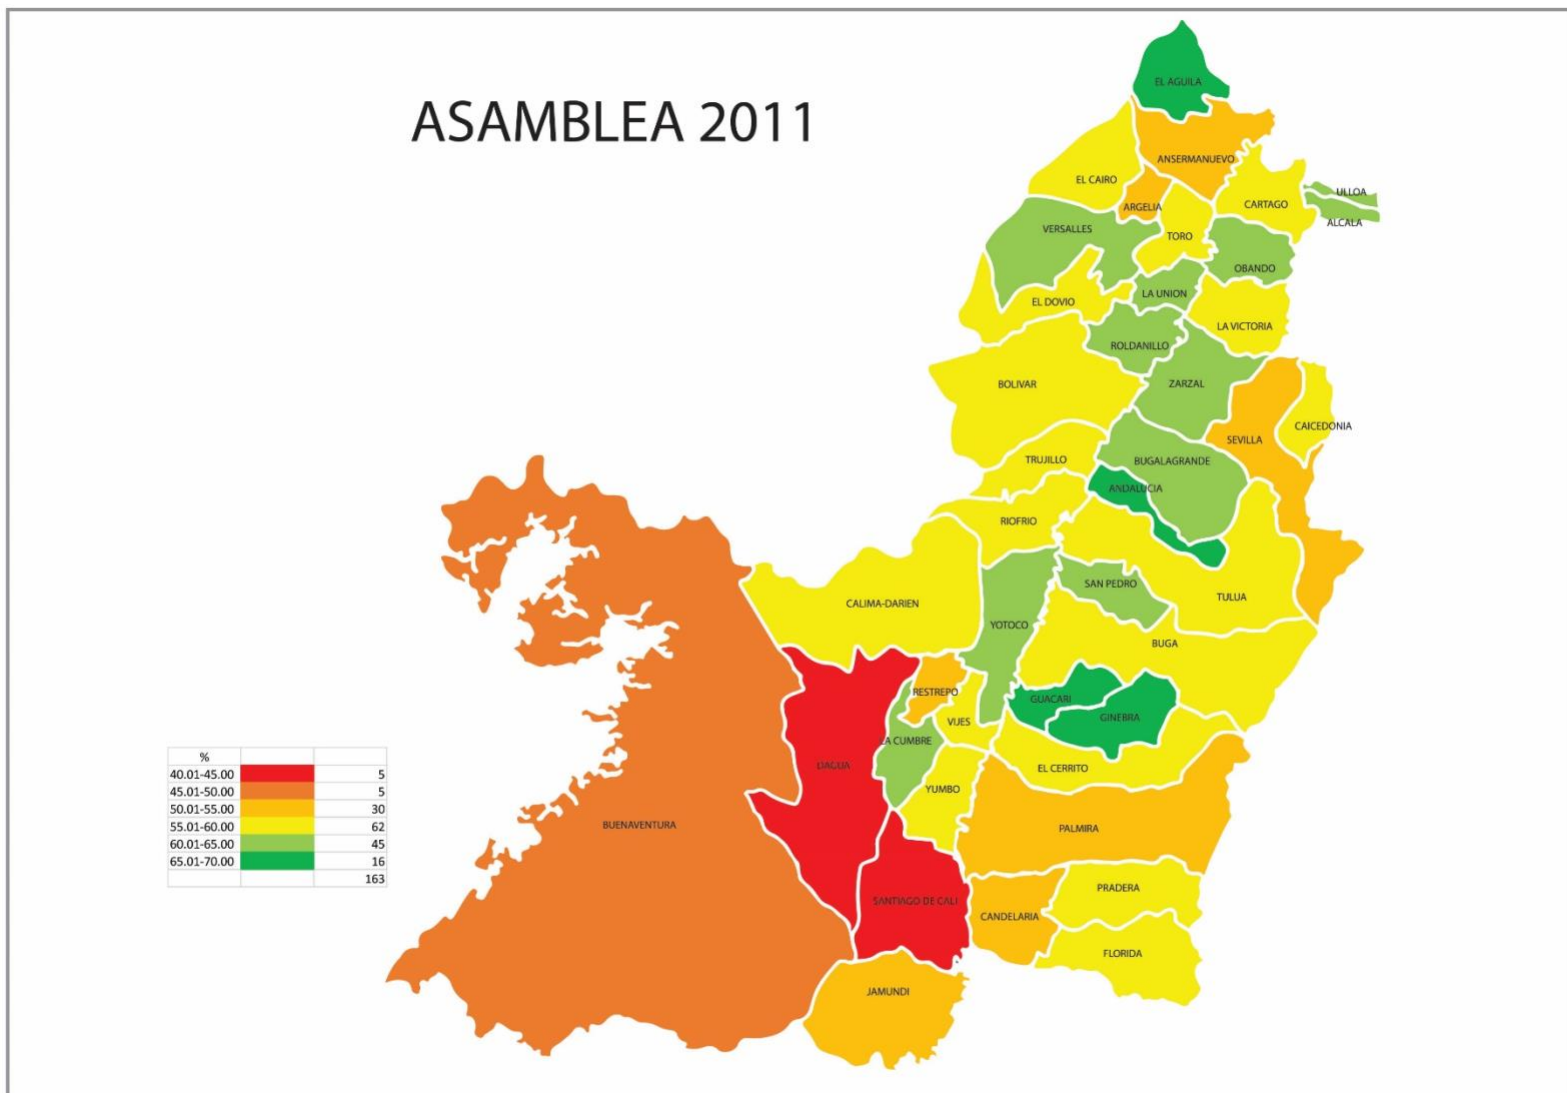 ASAMBLEA 2011
EL AGUILA
ANSERMANUEVO
EL CAIRO
ULLOA
ARGELIA
CARTAGO
ALCALA
VERSALLES
TORO
OBANDO
LA UNION
EL DOVIO
LA VICTORIA
ROLDANILLO
BOLIVAR
ZARZAL
CAICEDONIA
SEVILLA
TRUJILLO
BUGALAGRANDE
ANDALUCIA
RIOFRIO
SAN PEDRO
TULUA
CALIMA-DARIEN
YOTOCO
BUGA
RESTREPO
GUACARI
GINEBRA
VIJES
LA CUMBRE
DAGUA
EL CERRITO
YUMBO
BUENAVENTURA
PALMIRA
PRADERA
SANTIAGO DE CALI
CANDELARIA
FLORIDA
JAMUNDI
%
40.01-45.00 5
45.01-50.00 5
50.01-55.00 30
55.01-60.00 62
60.01-65.00 45
65.01-70.00 16
163